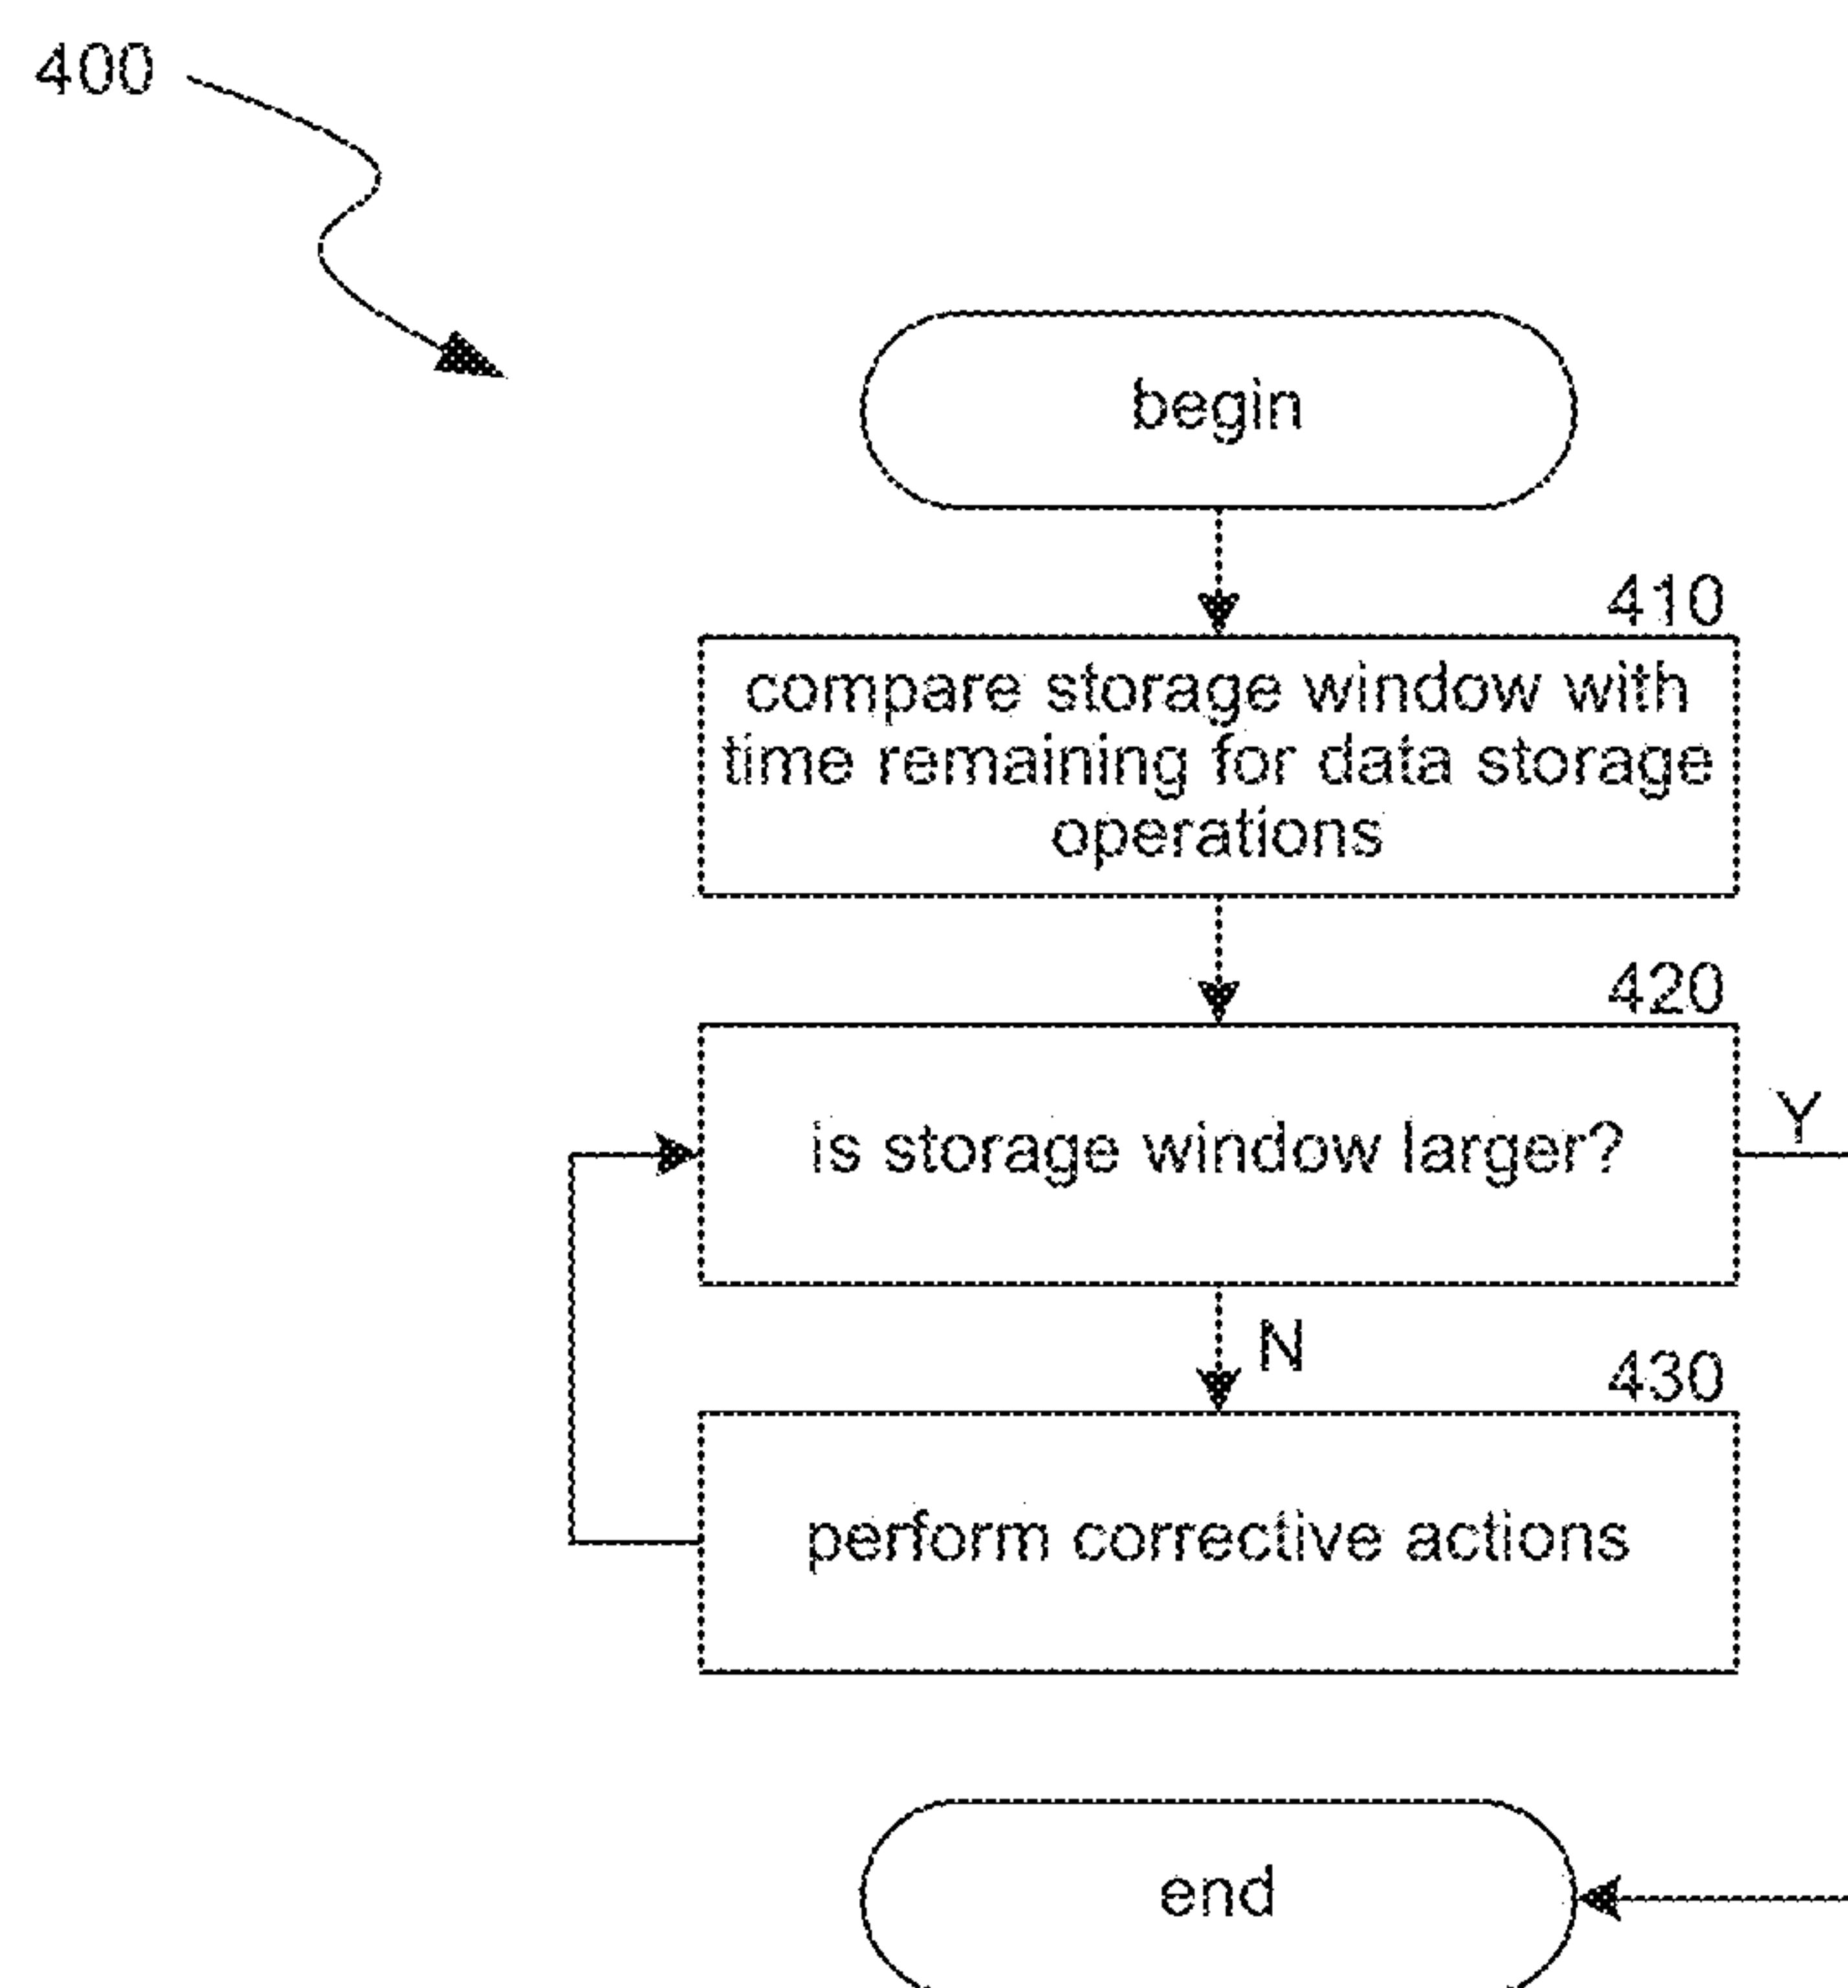 400
begin
410
compare storage window with
time remaining for data storage
operations
420
is storage window larger?
Y
N
430
perform corrective actions
end